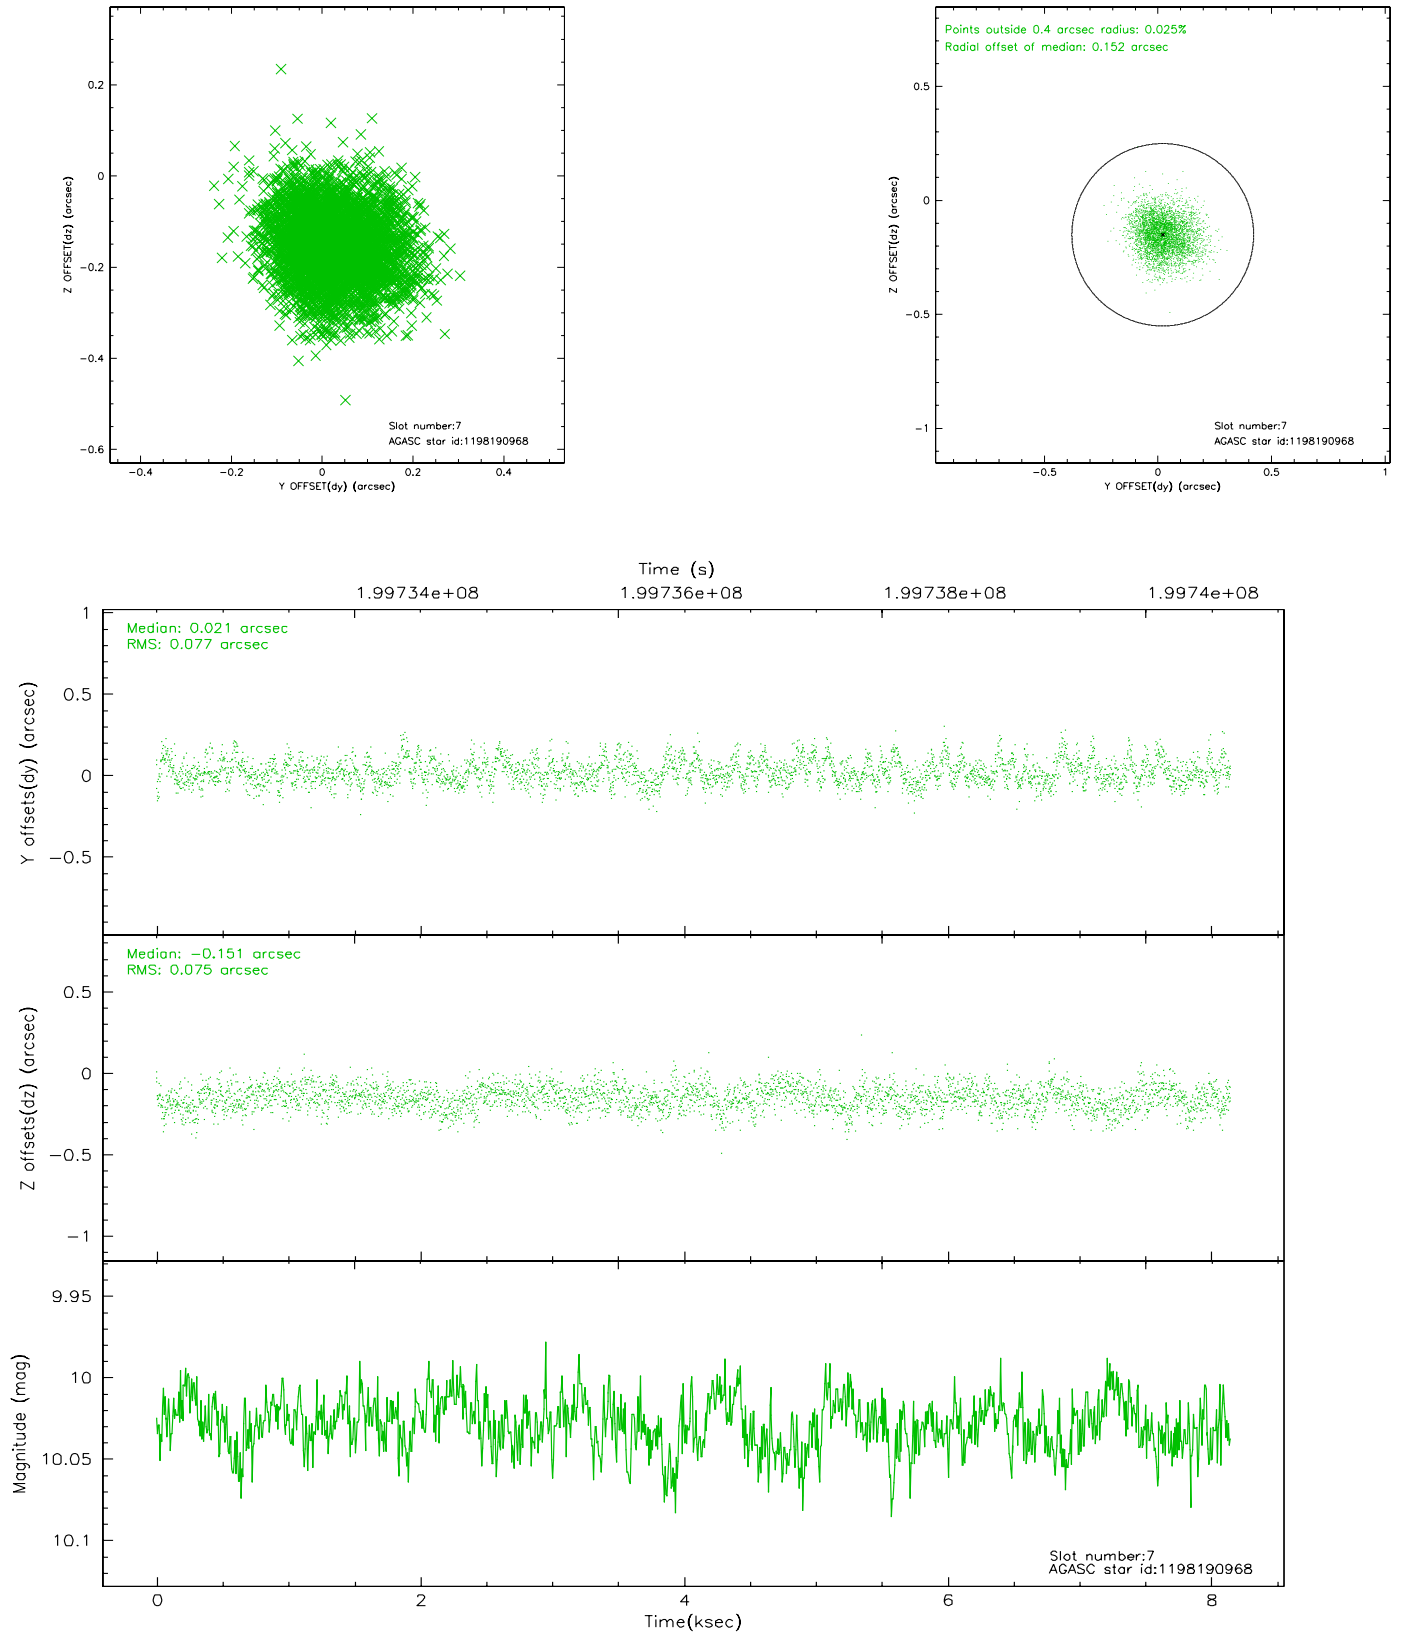 0.2
0
−0.2
−0.4
−0.6
Z OFFSET(dz) (arcsec)
Slot number:7
AGASC star id:1198190968
−0.4 −0.2 0 0.2 0.4
Y OFFSET(dy) (arcsec)
Points outside 0.4 arcsec radius: 0.025%
Radial offset of median: 0.152 arcsec
0.5
0
−0.5
−1
Z OFFSET(dz) (arcsec)
Slot number:7
AGASC star id:1198190968
−0.5 0 0.5 1
Y OFFSET(dy) (arcsec)
Time (s)
1.99734e+08 1.99736e+08 1.99738e+08 1.9974e+08
Median: 0.021 arcsec
RMS: 0.077 arcsec
1
0.5
0
−0.5
Y offsets(dy) (arcsec)
Median: −0.151 arcsec
RMS: 0.075 arcsec
0.5
0
−0.5
−1
Z offsets(dz) (arcsec)
9.95
10
10.05
10.1
Magnitude (mag)
Slot number:7
AGASC star id:1198190968
0 2 4 6 8
Time(ksec)